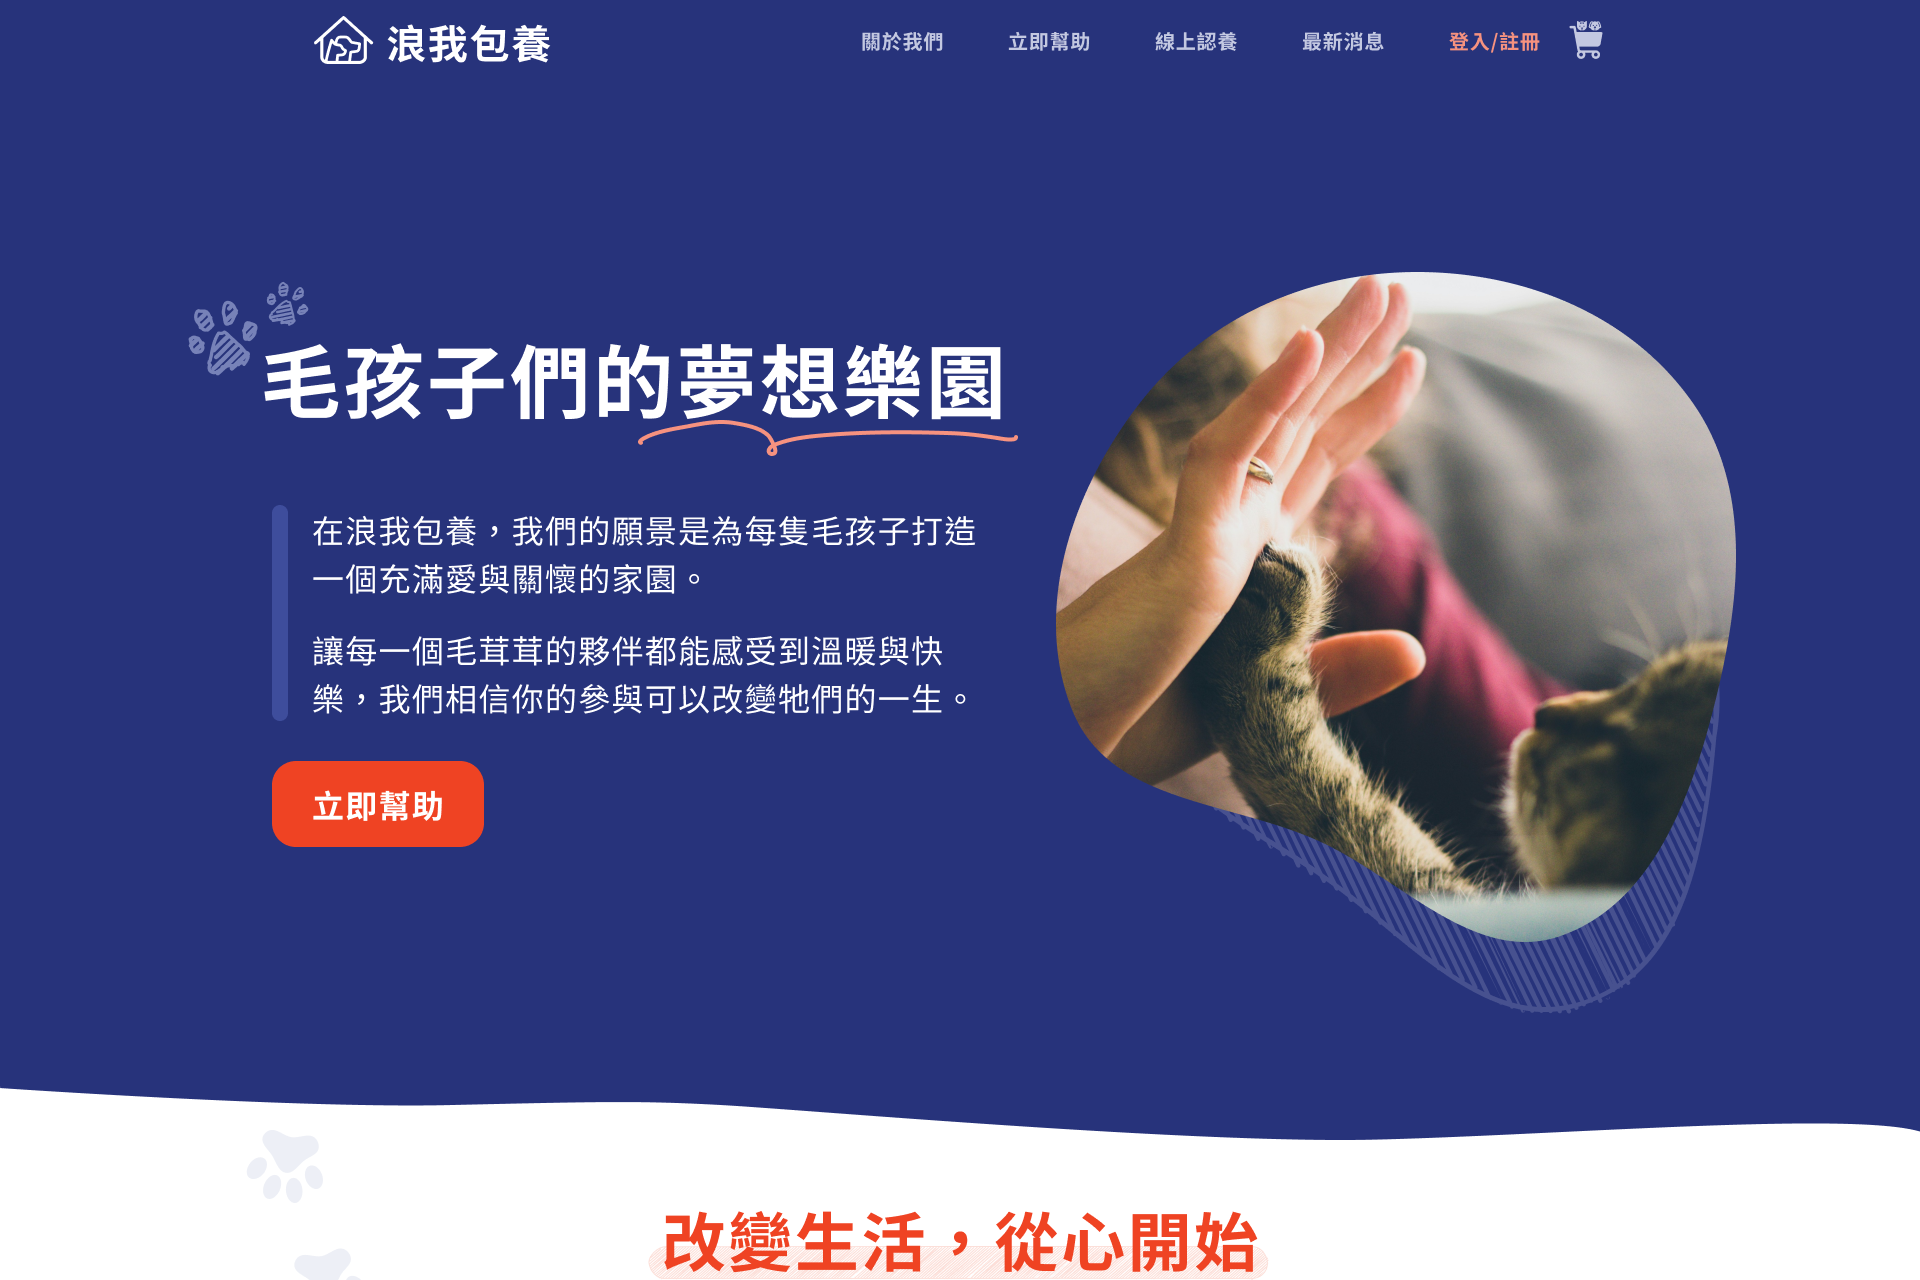 浪我包養
關於我們
立即幫助
線上認養
最新消息
登入/註冊
毛孩子們的夢想樂園
在浪我包養，我們的願景是為每隻毛孩子打造
一個充滿愛與關懷的家園。
讓每一個毛茸茸的夥伴都能感受到溫暖與快
樂，我們相信你的參與可以改變牠們的一生。
立即幫助
改變生活，從心開始